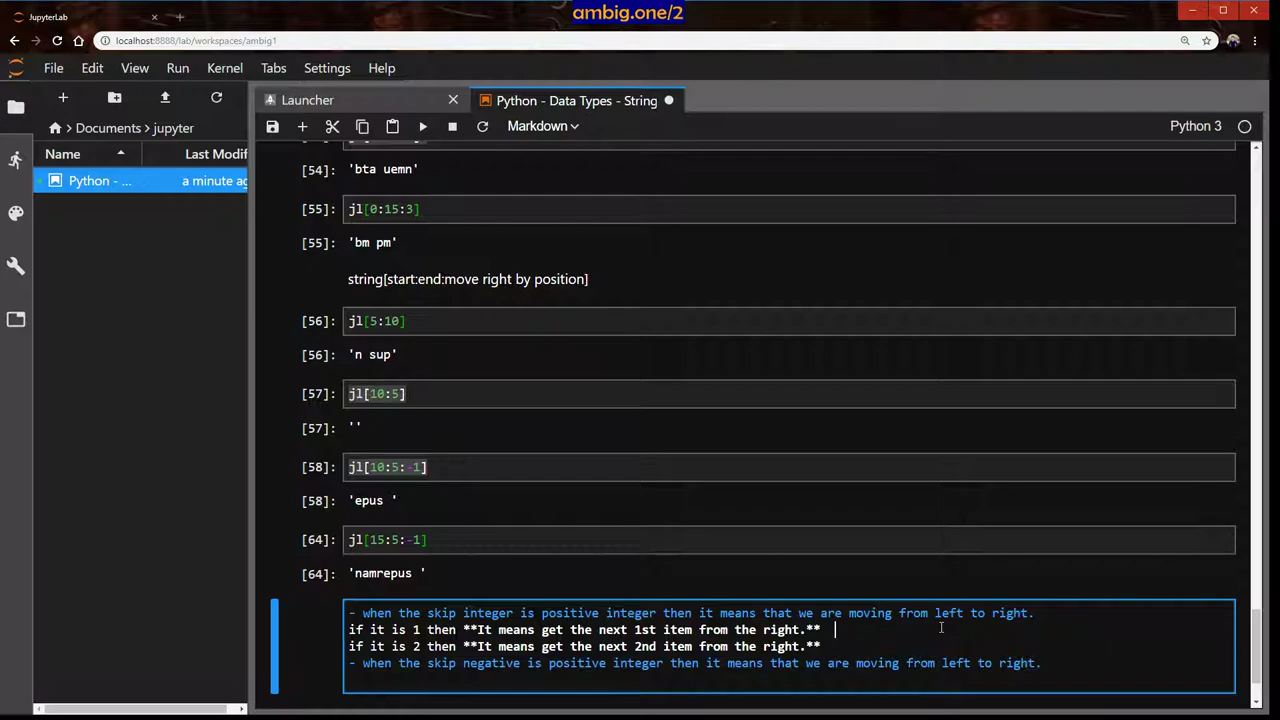 ambig.one/2
JupyterLab
localhost:8888/lab/workspaces/ambig1
File Edit View Run Kernel Tabs Settings Help
Launcher
Python - Data Types - String
Markdown
Python 3
Documents
jupyter
Name
Last Modif
Python - ...
a minute ag
[54]: 'bta uemn'
[55]: jl[0:15:3]
[55]: 'bm pm'
string[start:end:move right by position]
[56]: jl[5:10]
[56]: 'n sup'
[57]: jl[10:5]
[57]: ''
[58]: jl[10:5:-1]
[58]: 'epus '
[64]: jl[15:5:-1]
[64]: 'namrepus '
- when the skip integer is positive integer then it means that we are moving from left to right.
if it is 1 then **It means get the next 1st item from the right.**
if it is 2 then **It means get the next 2nd item from the right.**
- when the skip negative is positive integer then it means that we are moving from left to right.